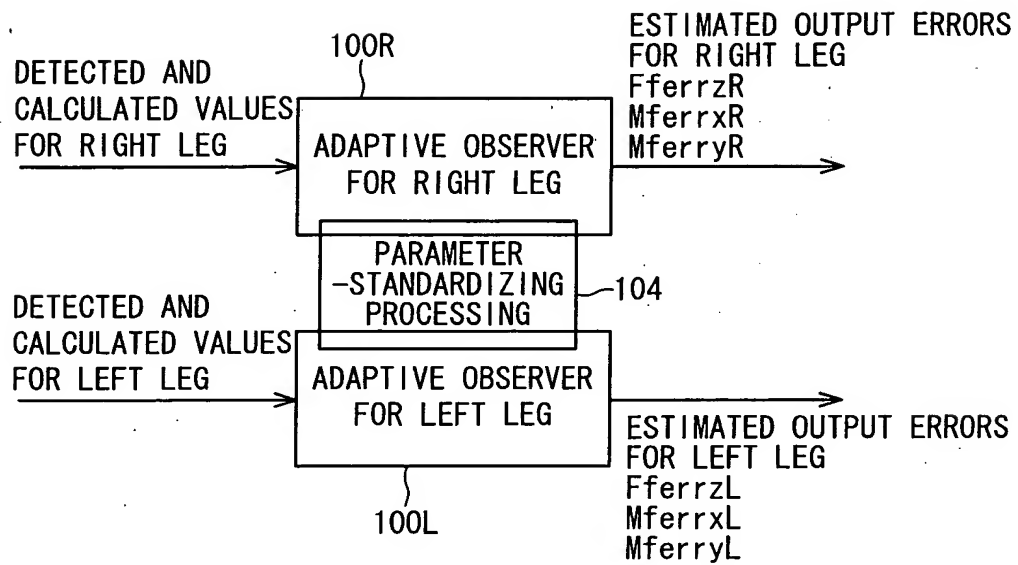 100R
DETECTED AND
CALCULATED VALUES
FOR RIGHT LEG
ADAPTIVE OBSERVER
FOR RIGHT LEG
ESTIMATED OUTPUT ERRORS
FOR RIGHT LEG
FferrzR
MferrxR
MferryR
PARAMETER
-STANDARDIZING
PROCESSING
104
DETECTED AND
CALCULATED VALUES
FOR LEFT LEG
ADAPTIVE OBSERVER
FOR LEFT LEG
100L
ESTIMATED OUTPUT ERRORS
FOR LEFT LEG
FferrzL
MferrxL
MferryL